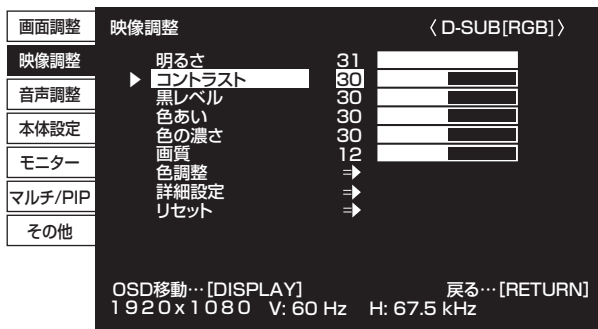 画面調整
映像調整
音声調整
本体設定
モニター
マルチ/PIP
その他
映像調整 〈D-SUB[RGB]〉
明るさ 31
コントラスト 30
黒レベル 30
色あい 30
色の濃さ 30
画質 12
色調整
詳細設定
リセット
OSD移動…[DISPLAY] 戻る…[RETURN]
1920x1080 V: 60 Hz H: 67.5 kHz